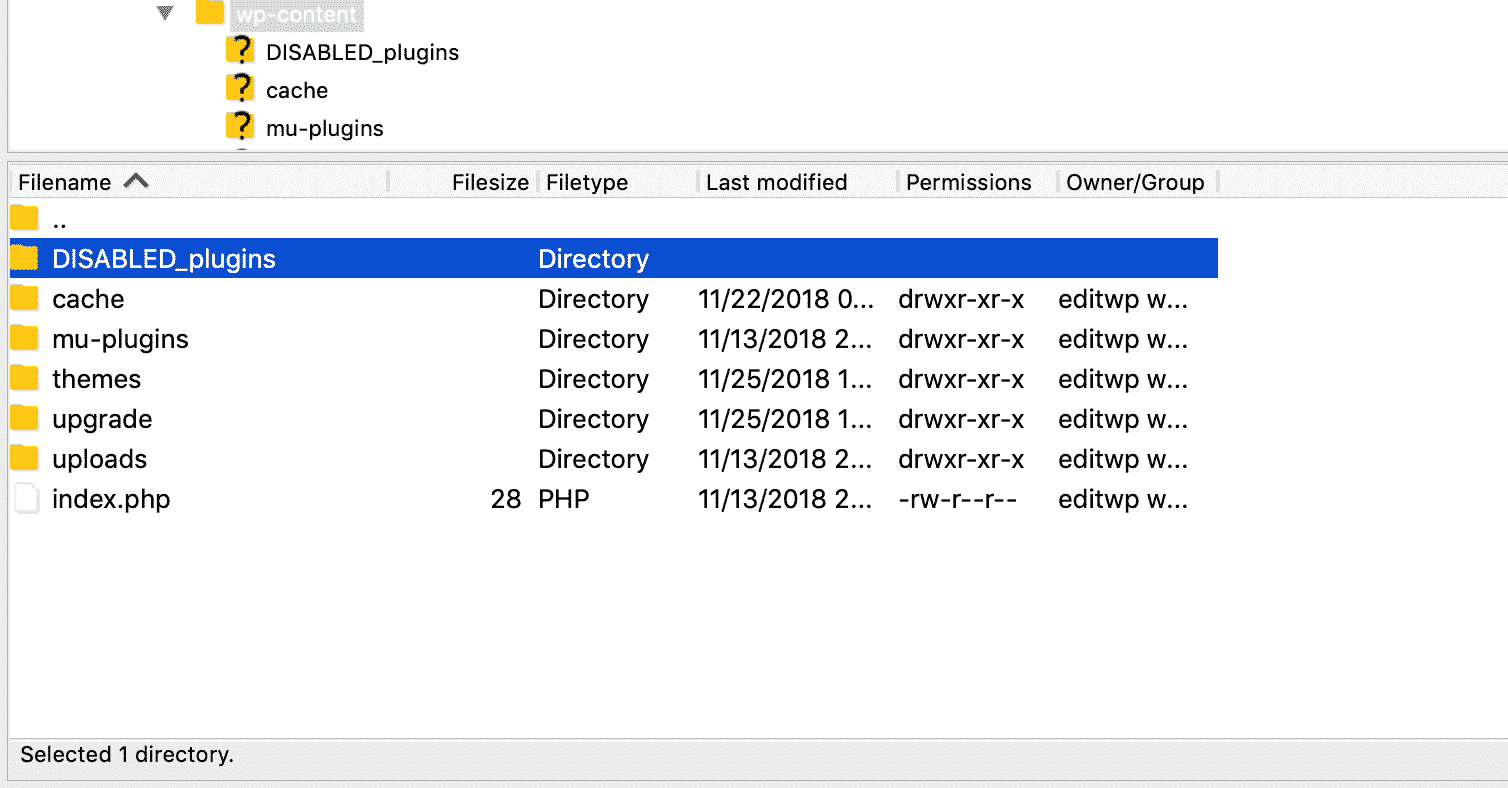 wp-content
DISABLED_plugins
cache
mu-plugins
Filename Filesize Filetype Last modified Permissions Owner/Group
..
DISABLED_plugins Directory
cache Directory 11/22/2018 0... drwxr-xr-x editwp w...
mu-plugins Directory 11/13/2018 2... drwxr-xr-x editwp w...
themes Directory 11/25/2018 1... drwxr-xr-x editwp w...
upgrade Directory 11/25/2018 1... drwxr-xr-x editwp w...
uploads Directory 11/13/2018 2... drwxr-xr-x editwp w...
index.php 28 PHP 11/13/2018 2... -rw-r--r-- editwp w...
Selected 1 directory.